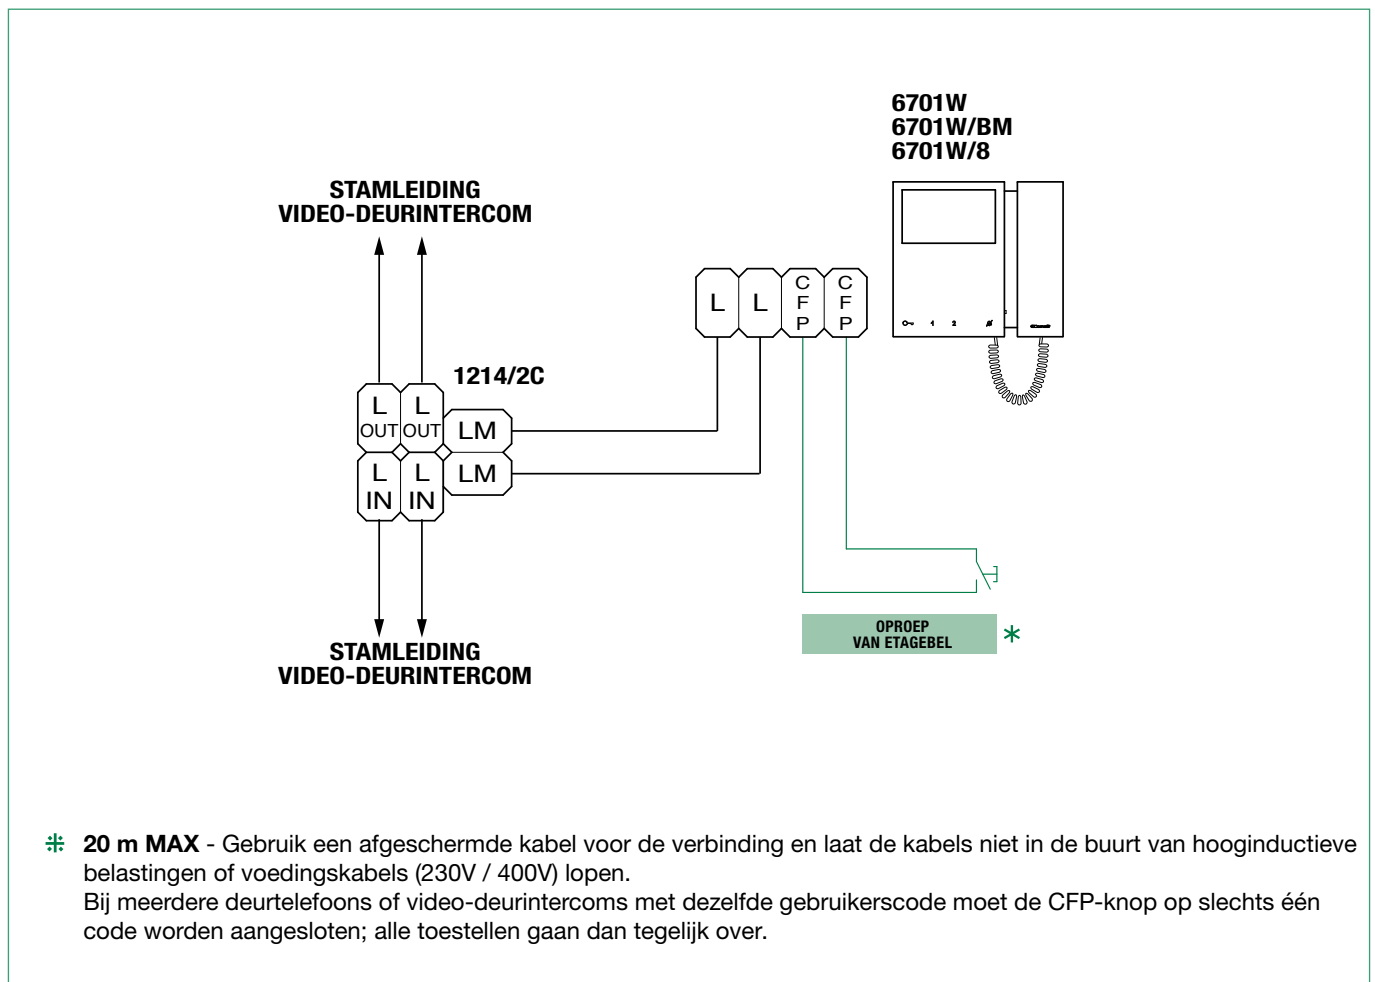 6701W
6701W/BM
6701W/8
STAMLEIDING
VIDEO-DEURINTERCOM
L
L
C
F
P
C
F
P
1 2
1214/2C
L
OUT
L
OUT
LM
L
IN
L
IN
LM
OPROEP
VAN ETAGEBEL
*
STAMLEIDING
VIDEO-DEURINTERCOM
20 m MAX - Gebruik een afgeschermde kabel voor de verbinding en laat de kabels niet in de buurt van hooginductieve
belastingen of voedingskabels (230V / 400V) lopen.
Bij meerdere deurtelefoons of video-deurintercoms met dezelfde gebruikerscode moet de CFP-knop op slechts één
code worden aangesloten; alle toestellen gaan dan tegelijk over.